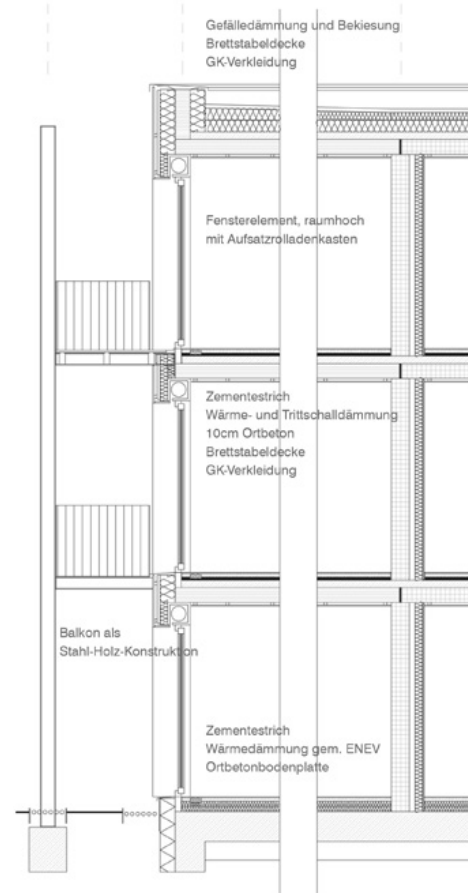 Gefälledämmung und Bekiesung
Brettstabeldecke
GK-Verkleidung
Fensterelement, raumhoch
mit Aufsatzrolladenkasten
Zementestrich
Wärme- und Trittschalldämmung
10cm Ortbeton
Brettstabeldecke
GK-Verkleidung
Balkon als
Stahl-Holz-Konstruktion
Zementestrich
Wärmedämmung gem. ENEV
Ortbetonbodenplatte